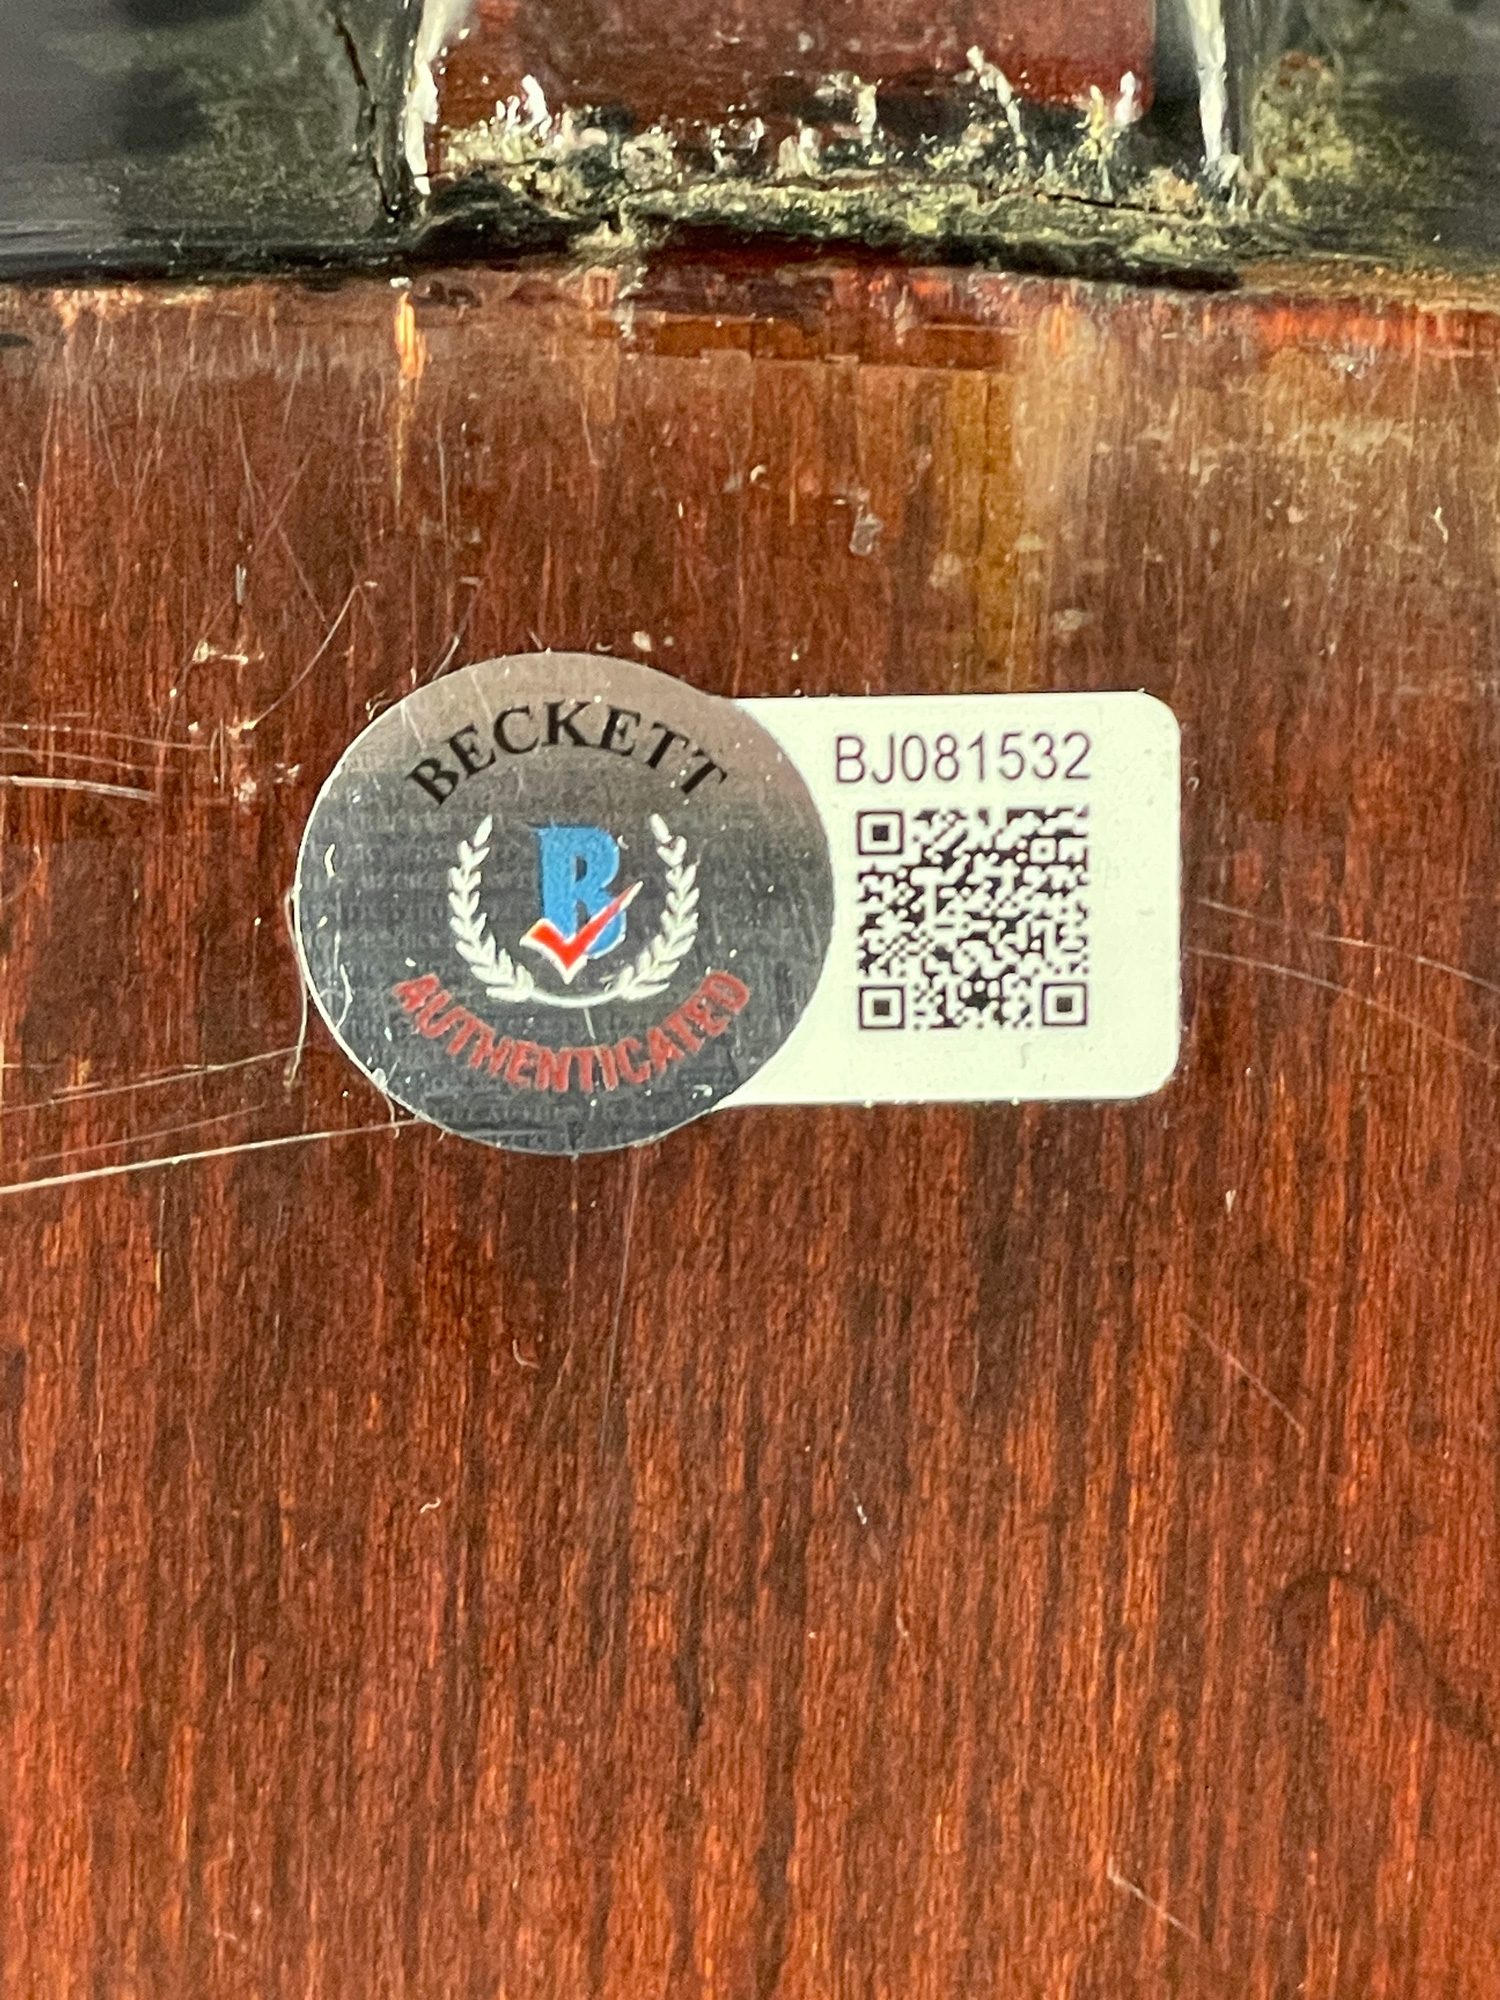 BECKETT
B
AUTHENTICATED
BJ081532